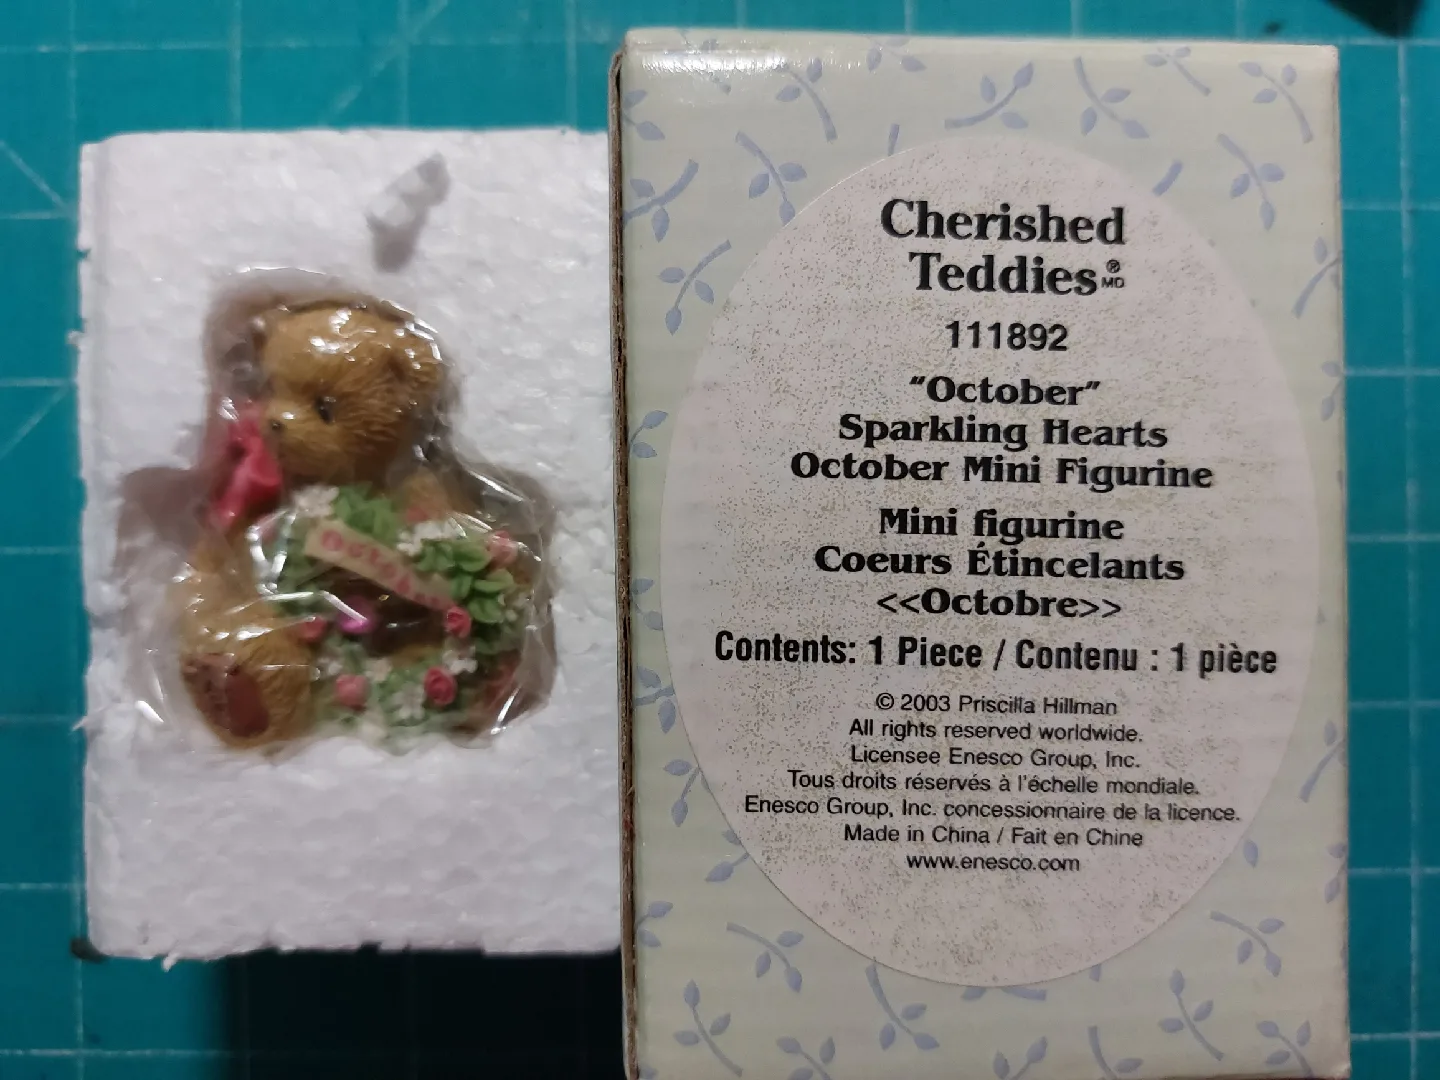 October
Cherished
Teddies®
MD
111892
“October”
Sparkling Hearts
October Mini Figurine
Mini figurine
Coeurs Étincelants
<<Octobre>>
Contents: 1 Piece / Contenu : 1 pièce
© 2003 Priscilla Hillman
All rights reserved worldwide.
Licensee Enesco Group, Inc.
Tous droits réservés à l'échelle mondiale.
Enesco Group, Inc. concessionnaire de la licence.
Made in China / Fait en Chine
www.enesco.com